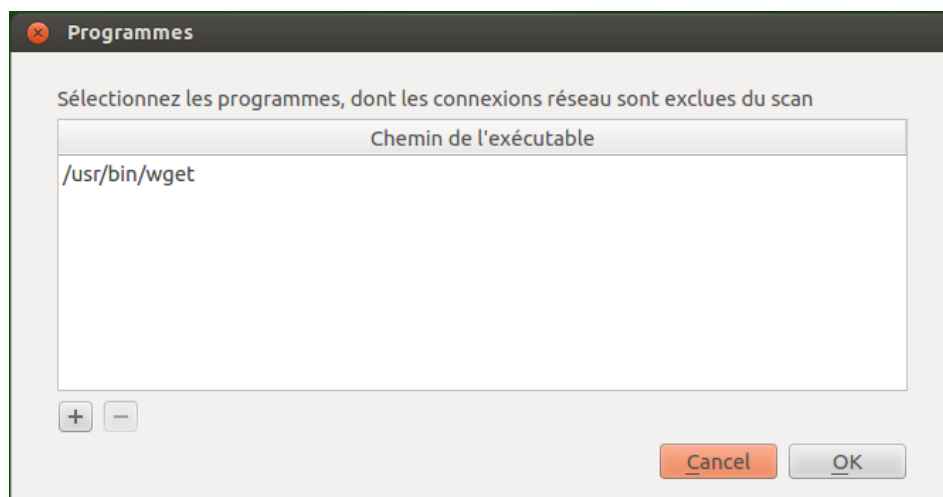 Programmes
Sélectionnez les programmes, dont les connexions réseau sont exclues du scan
Chemin de l'exécutable
/usr/bin/wget
+ −
Cancel OK